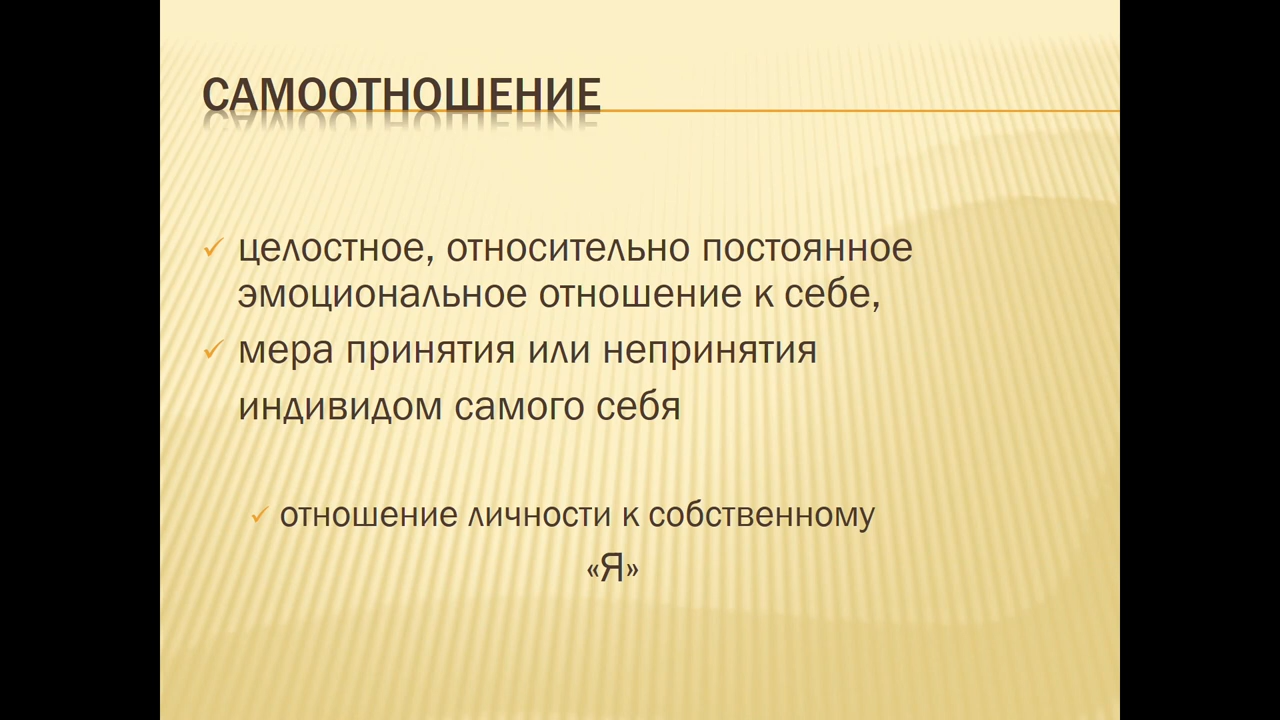 САМООТНОШЕНИЕ
целостное, относительно постоянное
эмоциональное отношение к себе,
мера принятия или непринятия
индивидом самого себя
отношение личности к собственному
«Я»